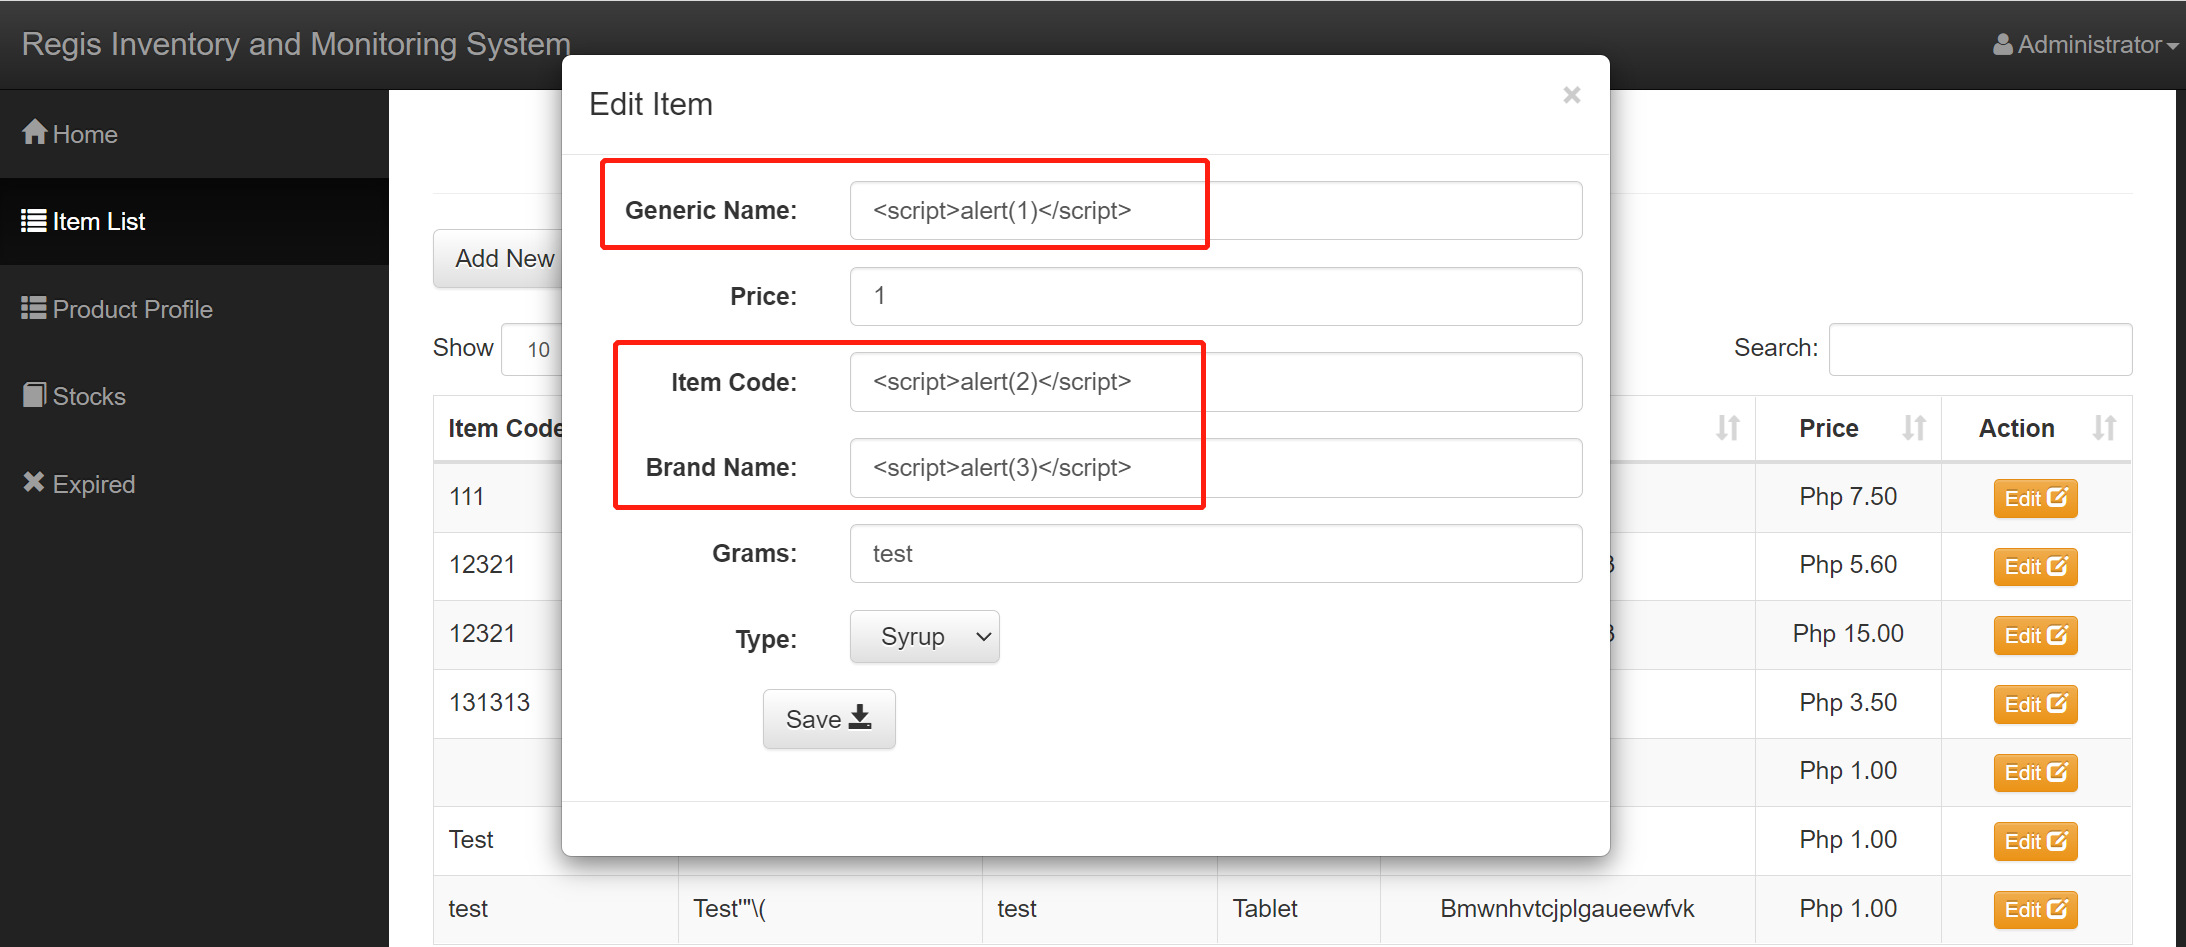 Regis Inventory and Monitoring System
Administrator
Home
Item List
Product Profile
Stocks
Expired
Edit Item
×
Generic Name: <script>alert(1)</script>
Price: 1
Item Code: <script>alert(2)</script>
Brand Name: <script>alert(3)</script>
Grams: test
Type: Syrup
Save
Add New
Show 10
Search:
Item Code Price Action
111 Php 7.50 Edit
12321 Php 5.60 Edit
12321 Php 15.00 Edit
131313 Php 3.50 Edit
Php 1.00 Edit
Test Php 1.00 Edit
test Test'"\( test Tablet Bmwnhvtcjplgaueewfvk Php 1.00 Edit